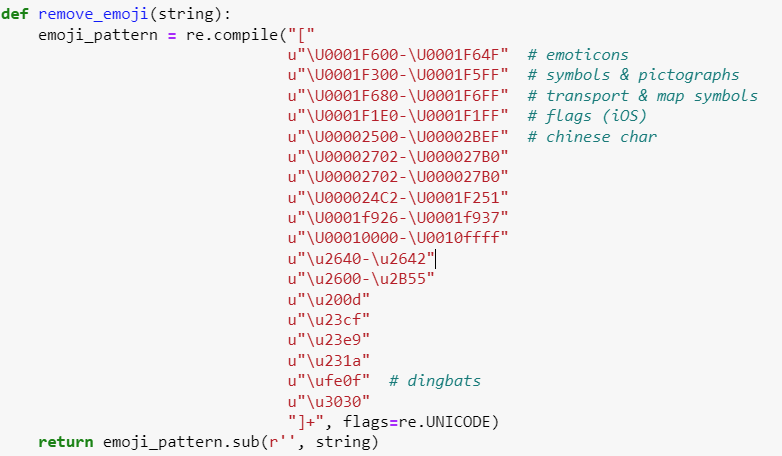 def remove_emoji(string):
    emoji_pattern = re.compile("["
                               u"\U0001F600-\U0001F64F"  # emoticons
                               u"\U0001F300-\U0001F5FF"  # symbols & pictographs
                               u"\U0001F680-\U0001F6FF"  # transport & map symbols
                               u"\U0001F1E0-\U0001F1FF"  # flags (iOS)
                               u"\U00002500-\U00002BEF"  # chinese char
                               u"\U00002702-\U000027B0"
                               u"\U00002702-\U000027B0"
                               u"\U000024C2-\U0001F251"
                               u"\U0001f926-\U0001f937"
                               u"\U00010000-\U0010ffff"
                               u"\u2640-\u2642"
                               u"\u2600-\u2B55"
                               u"\u200d"
                               u"\u23cf"
                               u"\u23e9"
                               u"\u231a"
                               u"\ufe0f"  # dingbats
                               u"\u3030"
                               "]+", flags=re.UNICODE)
    return emoji_pattern.sub(r'', string)